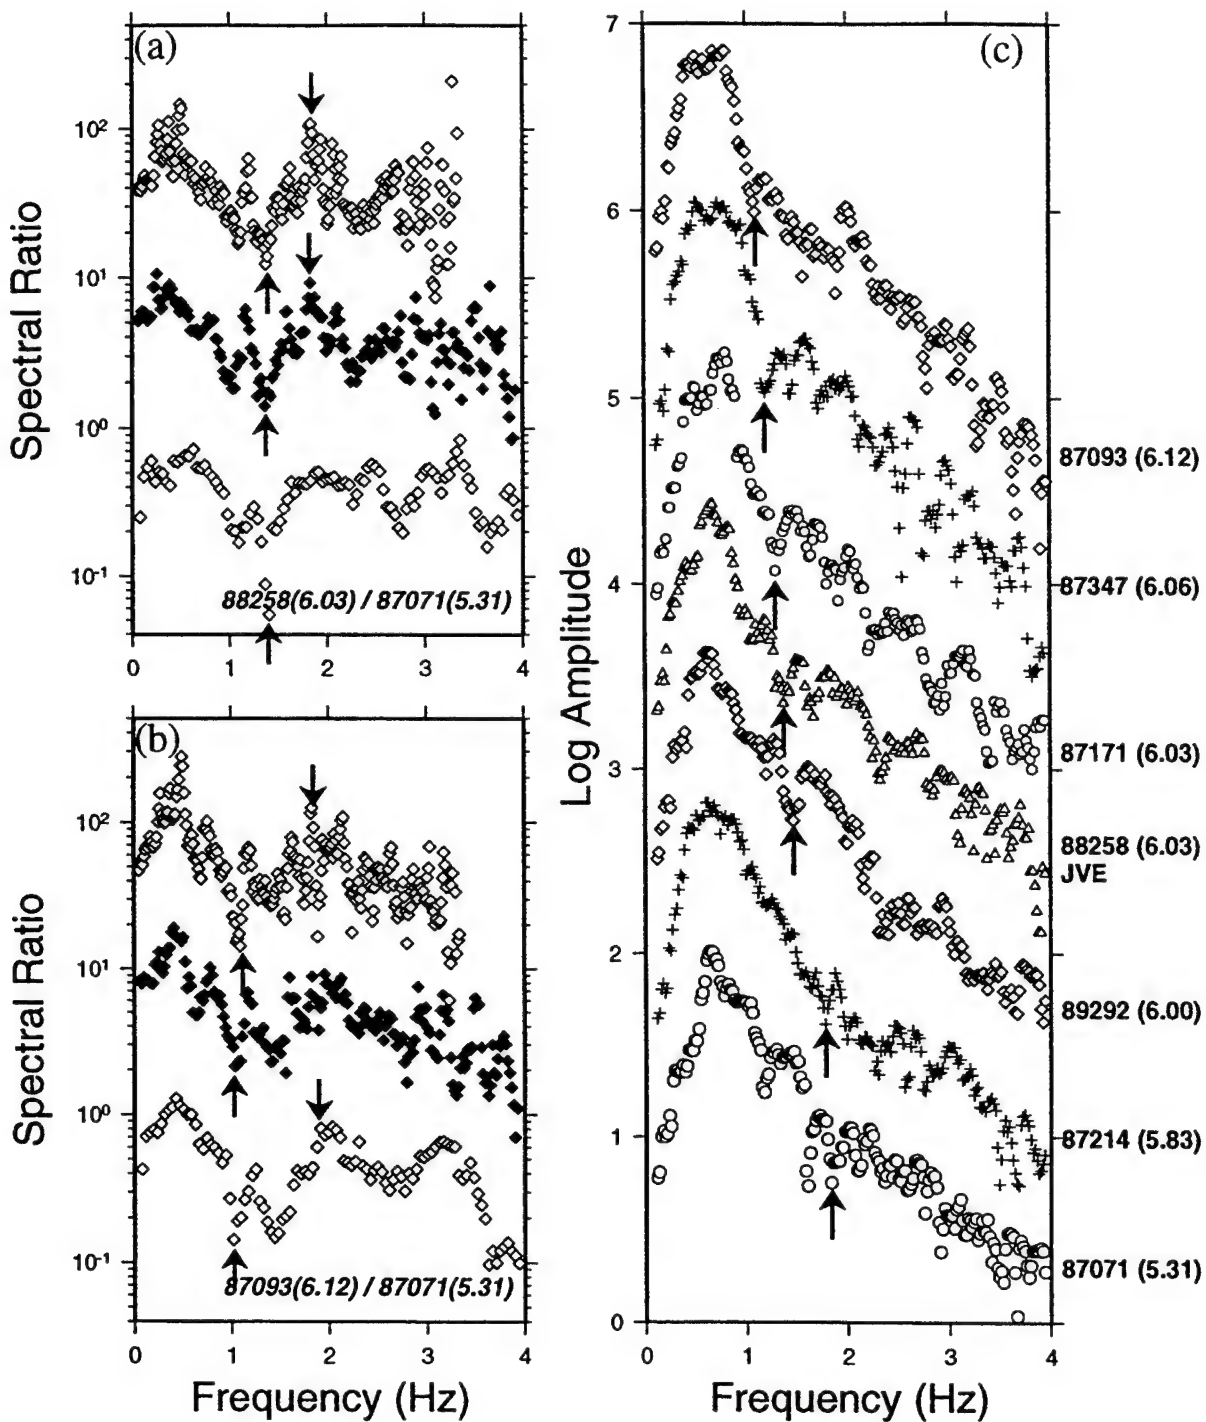 (a)
Spectral Ratio
10²
10¹
10⁰
10⁻¹
88258(6.03) / 87071(5.31)
0 1 2 3 4
(b)
Spectral Ratio
10²
10¹
10⁰
10⁻¹
87093(6.12) / 87071(5.31)
0 1 2 3 4
Frequency (Hz)
(c)
Log Amplitude
7
6
5
4
3
2
1
0
87093 (6.12)
87347 (6.06)
87171 (6.03)
88258 (6.03)
JVE
89292 (6.00)
87214 (5.83)
87071 (5.31)
0 1 2 3 4
Frequency (Hz)